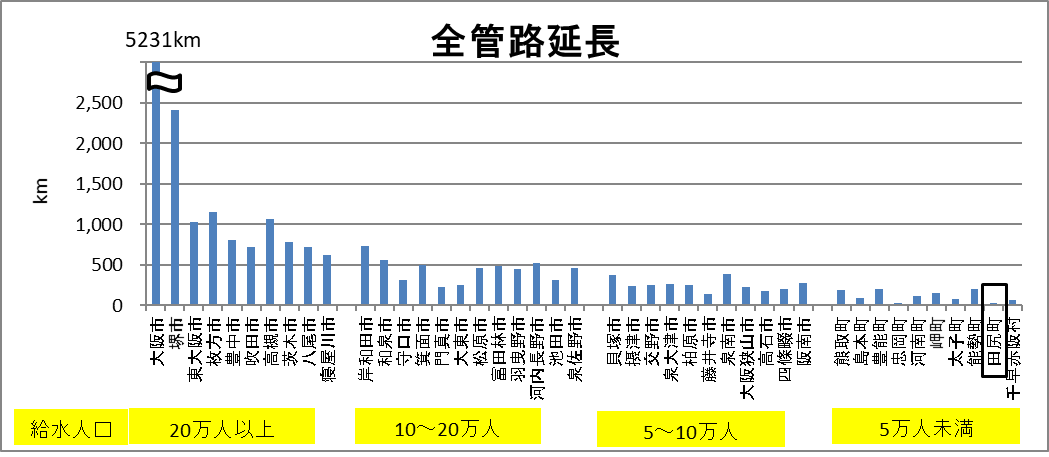 全管路延長
5231km
km
2,500
2,000
1,500
1,000
500
0
大阪市
堺市
東大阪市
枚方市
豊中市
吹田市
高槻市
茨木市
八尾市
寝屋川市
岸和田市
和泉市
守口市
箕面市
門真市
大東市
松原市
富田林市
羽曳野市
河内長野市
池田市
泉佐野市
貝塚市
摂津市
交野市
泉大津市
柏原市
藤井寺市
泉南市
大阪狭山市
高石市
四條畷市
阪南市
熊取町
島本町
豊能町
忠岡町
河南町
岬町
太子町
能勢町
田尻町
千早赤阪村
給水人口
20万人以上
10～20万人
5～10万人
5万人未満